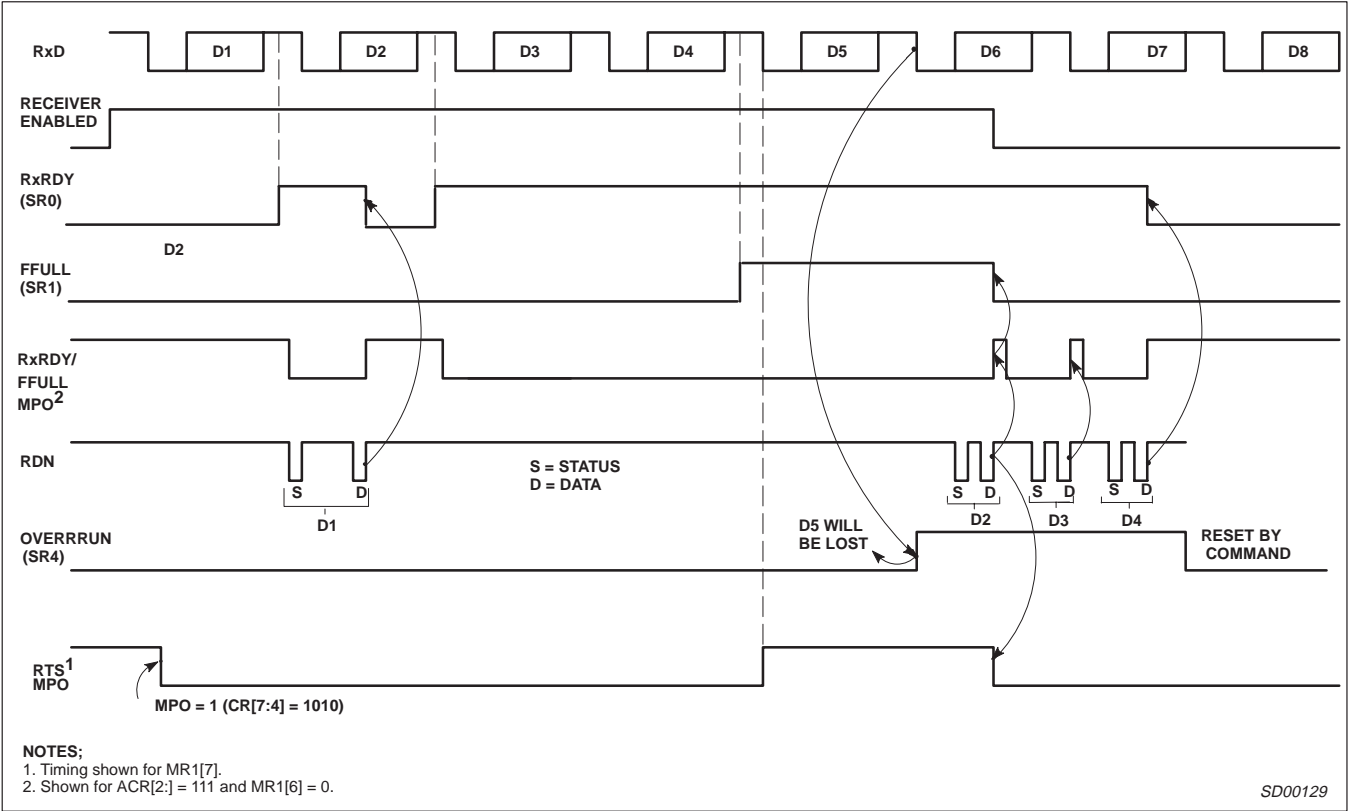 RxD
D1
D2
D3
D4
D5
D6
D7
D8
RECEIVER
ENABLED
RxRDY
(SR0)
D2
FFULL
(SR1)
RxRDY/
FFULL
MPO2
RDN
S = STATUS
D = DATA
S D
D1
S D
D2
S D
D3
S D
D4
OVERRRUN
(SR4)
D5 WILL
BE LOST
RESET BY
COMMAND
RTS1
MPO
MPO = 1 (CR[7:4] = 1010)
NOTES;
1. Timing shown for MR1[7].
2. Shown for ACR[2:] = 111 and MR1[6] = 0.
SD00129